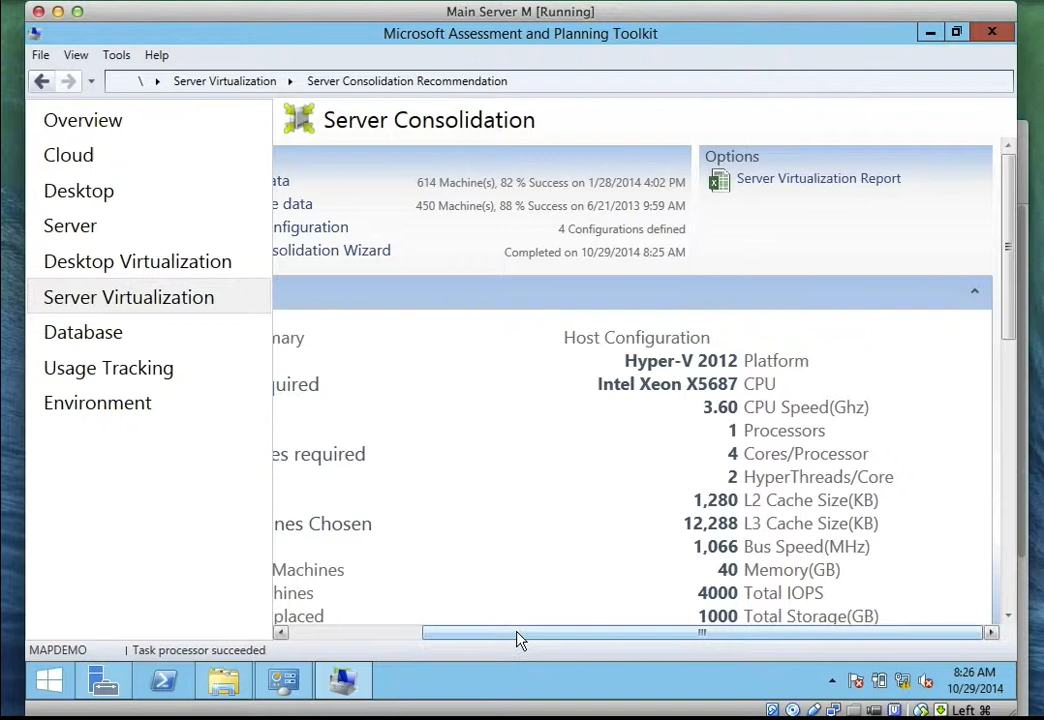 Main Server M [Running]
Microsoft Assessment and Planning Toolkit
File View Tools Help
\ Server Virtualization Server Consolidation Recommendation
Overview
Cloud
Desktop
Server
Desktop Virtualization
Server Virtualization
Database
Usage Tracking
Environment
Server Consolidation
ata 614 Machine(s), 82 % Success on 1/28/2014 4:02 PM
e data 450 Machine(s), 88 % Success on 6/21/2013 9:59 AM
nfiguration 4 Configurations defined
solidation Wizard Completed on 10/29/2014 8:25 AM
Options
Server Virtualization Report
mary
quired
es required
nes Chosen
Machines
hines
placed
Host Configuration
Hyper-V 2012 Platform
Intel Xeon X5687 CPU
3.60 CPU Speed(Ghz)
1 Processors
4 Cores/Processor
2 HyperThreads/Core
1,280 L2 Cache Size(KB)
12,288 L3 Cache Size(KB)
1,066 Bus Speed(MHz)
40 Memory(GB)
4000 Total IOPS
1000 Total Storage(GB)
MAPDEMO Task processor succeeded
8:26 AM
10/29/2014
Left ⌘